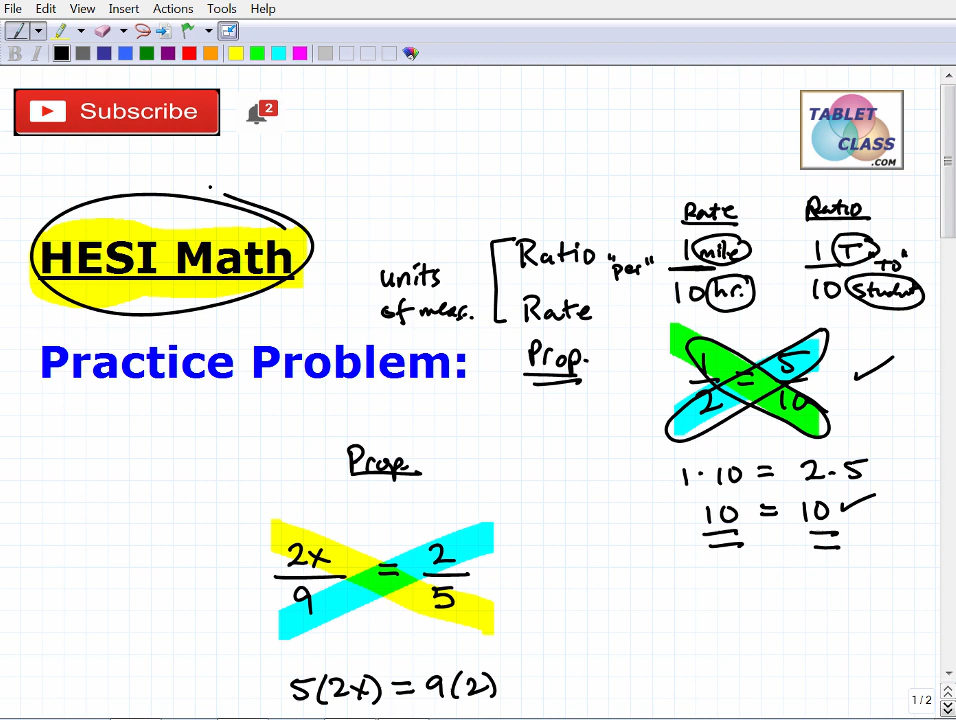 File Edit View Insert Actions Tools Help
B I
Subscribe 2
TABLET
CLASS
.COM
HESI Math
Practice Problem:
units
of meas.
Ratio
Rate
Prop.
"per"
Rate
1 mile
10 hr.
Ratio
1 T
"to"
10 Student
1/2 = 5/10
1 · 10 = 2 · 5
10 = 10
Prop.
2x/9 = 2/5
5(2x) = 9(2)
1 / 2